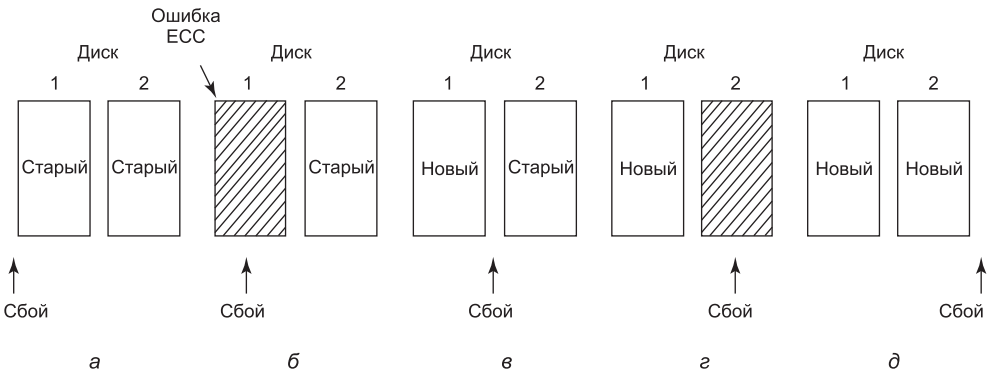 Ошибка
ECC
Диск Диск Диск Диск Диск
1 2 1 2 1 2 1 2 1 2
Старый Старый Старый Новый Старый Новый Новый Новый
Сбой Сбой Сбой Сбой Сбой
а б в г д